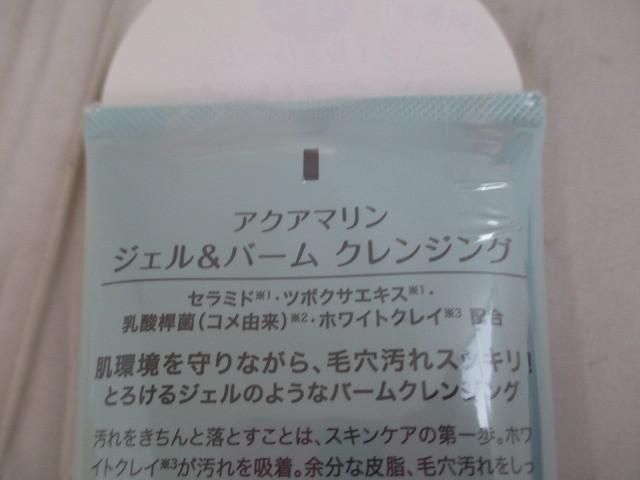 アクアマリン
ジェル&バーム クレンジング
セラミド※1・ツボクサエキス※1・
乳酸桿菌(コメ由来)※2・ホワイトクレイ※3 配合
肌環境を守りながら、毛穴汚れスッキリ!
とろけるジェルのようなバームクレンジング
汚れをきちんと落とすことは、スキンケアの第一歩。ホワ
イトクレイ※3が汚れを吸着。余分な皮脂、毛穴汚れをしっ